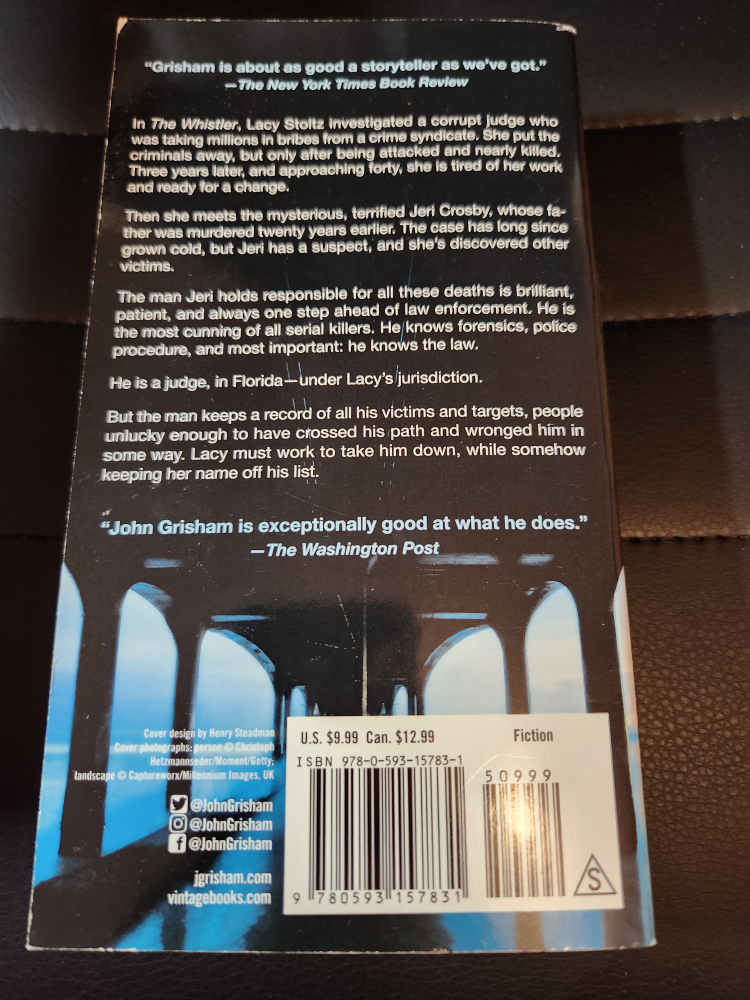 “Grisham is about as good a storyteller as we’ve got.”
—The New York Times Book Review
In The Whistler, Lacy Stoltz investigated a corrupt judge who
was taking millions in bribes from a crime syndicate. She put the
criminals away, but only after being attacked and nearly killed.
Three years later, and approaching forty, she is tired of her work
and ready for a change.
Then she meets the mysterious, terrified Jeri Crosby, whose fa-
ther was murdered twenty years earlier. The case has long since
grown cold, but Jeri has a suspect, and she’s discovered other
victims.
The man Jeri holds responsible for all these deaths is brilliant,
patient, and always one step ahead of law enforcement. He is
the most cunning of all serial killers. He knows forensics, police
procedure, and most important: he knows the law.
He is a judge, in Florida—under Lacy’s jurisdiction.
But the man keeps a record of all his victims and targets, people
unlucky enough to have crossed his path and wronged him in
some way. Lacy must work to take him down, while somehow
keeping her name off his list.
“John Grisham is exceptionally good at what he does.”
—The Washington Post
Cover design by Henry Steadman
Cover photographs: person © Christoph
Hetzmannseder/Moment/Getty;
landscape © Captureworx/Millennium Images, UK
@JohnGrisham
@JohnGrisham
@JohnGrisham
jgrisham.com
vintagebooks.com
U.S. $9.99 Can. $12.99 Fiction
ISBN 978-0-593-15783-1
50999
9 780593 157831
S